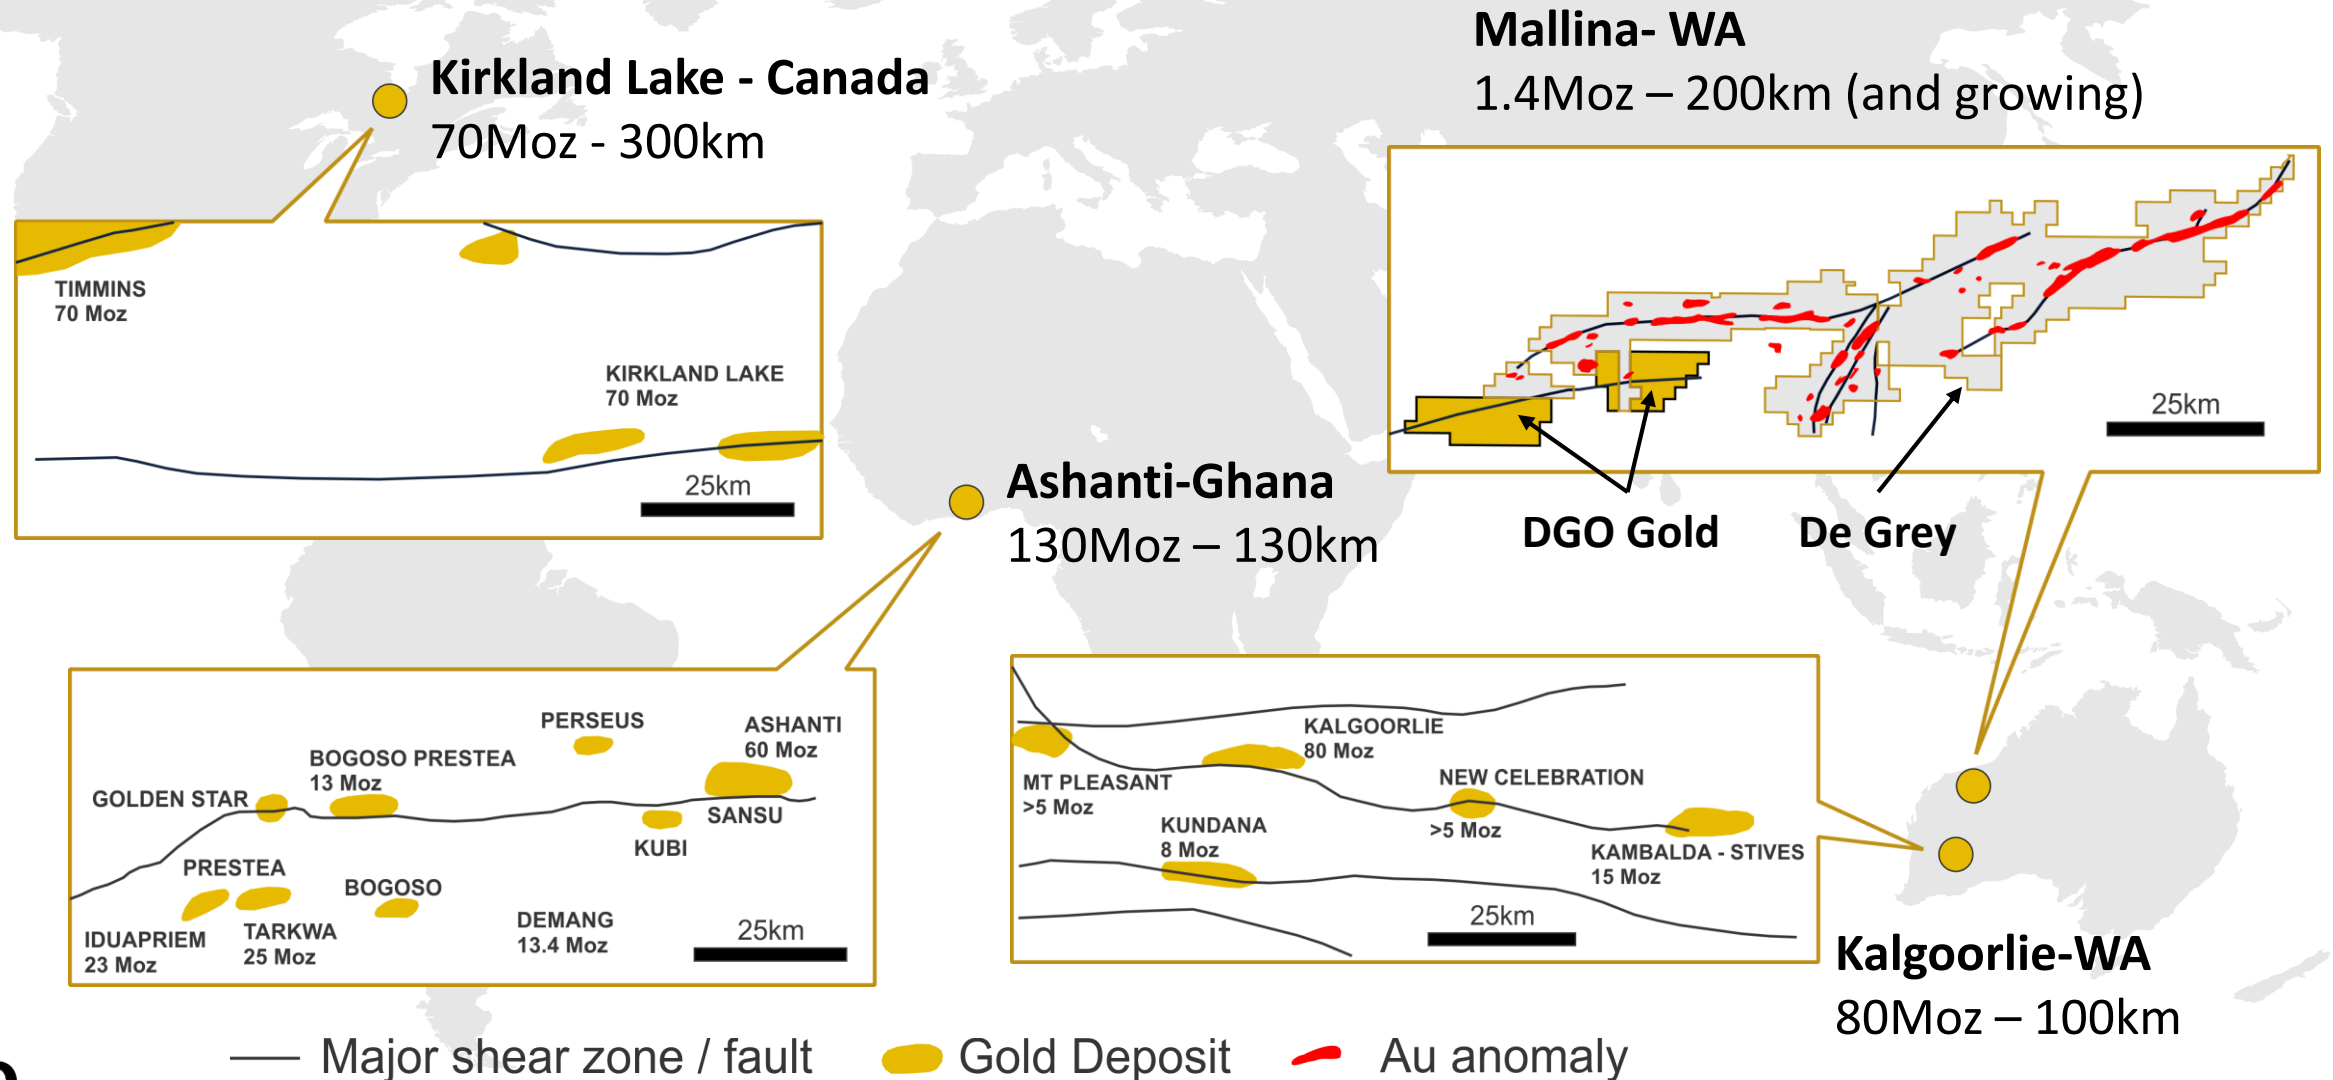 Kirkland Lake - Canada
70Moz - 300km
TIMMINS
70 Moz
KIRKLAND LAKE
70 Moz
25km
Mallina- WA
1.4Moz – 200km (and growing)
25km
DGO Gold
De Grey
Ashanti-Ghana
130Moz – 130km
PERSEUS
ASHANTI
60 Moz
BOGOSO PRESTEA
13 Moz
GOLDEN STAR
SANSU
KUBI
PRESTEA
BOGOSO
IDUAPRIEM
23 Moz
TARKWA
25 Moz
DEMANG
13.4 Moz
25km
KALGOORLIE
80 Moz
MT PLEASANT
>5 Moz
NEW CELEBRATION
>5 Moz
KUNDANA
8 Moz
KAMBALDA - STIVES
15 Moz
25km
Kalgoorlie-WA
80Moz – 100km
Major shear zone / fault
Gold Deposit
Au anomaly